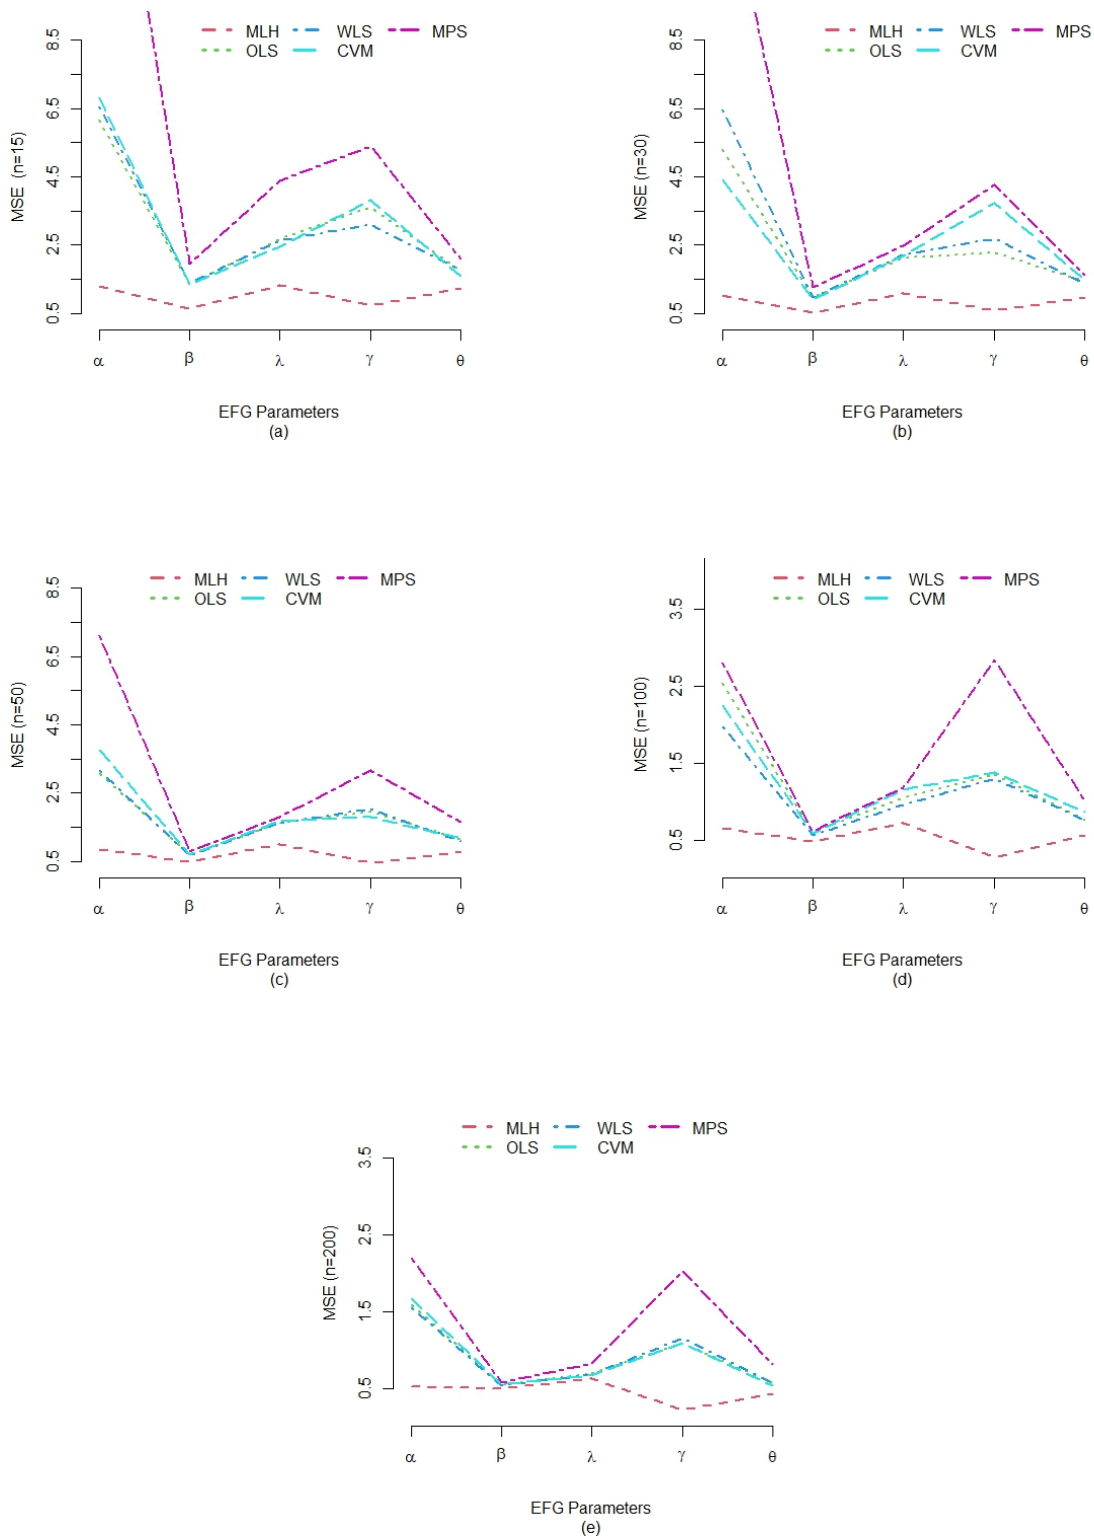 MLH WLS MPS
OLS CVM
8.5
6.5
4.5
2.5
0.5
MSE (n=15)
α β λ γ θ
EFG Parameters
(a)
MLH WLS MPS
OLS CVM
8.5
6.5
4.5
2.5
0.5
MSE (n=30)
α β λ γ θ
EFG Parameters
(b)
MLH WLS MPS
OLS CVM
8.5
6.5
4.5
2.5
0.5
MSE (n=50)
α β λ γ θ
EFG Parameters
(c)
MLH WLS MPS
OLS CVM
3.5
2.5
1.5
0.5
MSE (n=100)
α β λ γ θ
EFG Parameters
(d)
MLH WLS MPS
OLS CVM
3.5
2.5
1.5
0.5
MSE (n=200)
α β λ γ θ
EFG Parameters
(e)